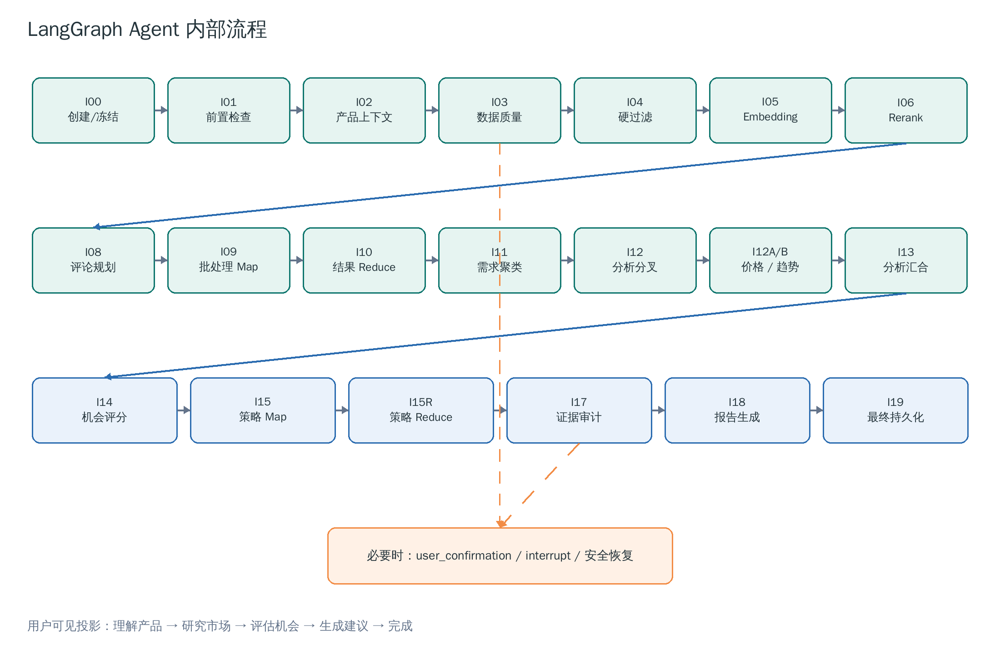 LangGraph Agent 内部流程
I00
创建/冻结
I01
前置检查
I02
产品上下文
I03
数据质量
I04
硬过滤
I05
Embedding
I06
Rerank
I08
评论规划
I09
批处理 Map
I10
结果 Reduce
I11
需求聚类
I12
分析分叉
I12A/B
价格 / 趋势
I13
分析汇合
I14
机会评分
I15
策略 Map
I15R
策略 Reduce
I17
证据审计
I18
报告生成
I19
最终持久化
必要时：user_confirmation / interrupt / 安全恢复
用户可见投影：理解产品 → 研究市场 → 评估机会 → 生成建议 → 完成